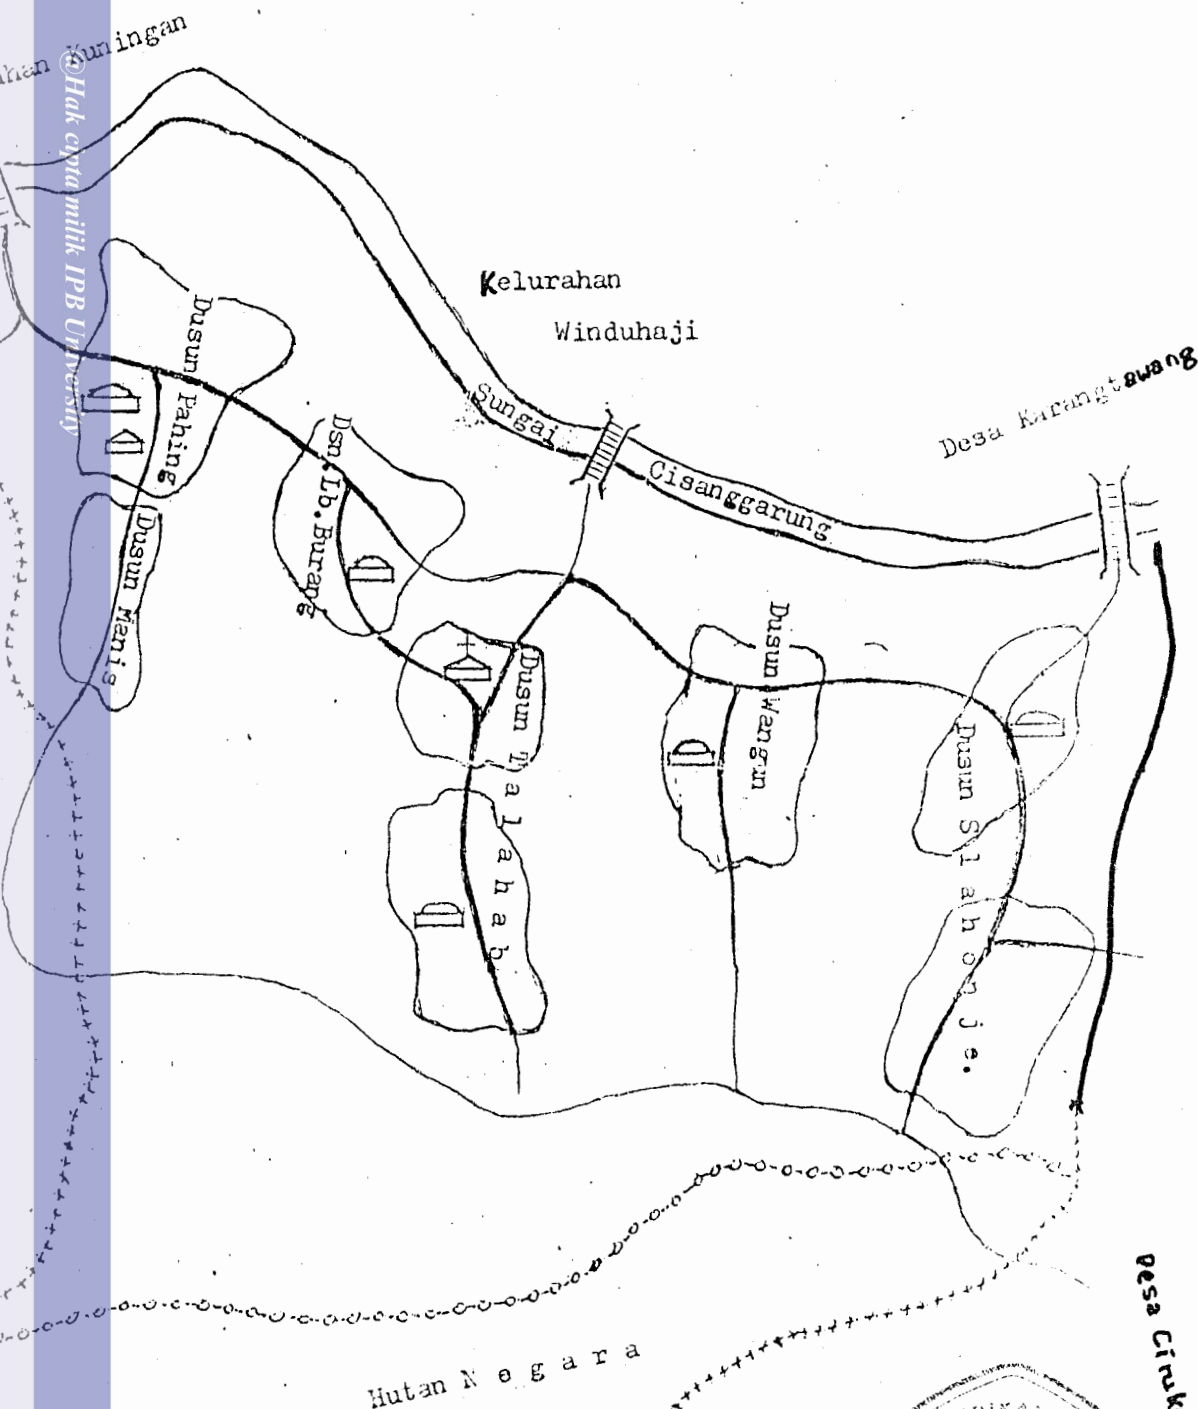 Kuningan
@Hak cipta milik IPB University
Kelurahan
Winduhaji
Desa Karangtawang
Sungai Cisanggarung
Dusun Pahing
Dsn. Lb. Burang
Dusun Manis
Dusun Talahab
Dusun Wangun
Dusun Silahonje.
Hutan Negara
Desa Ciruk